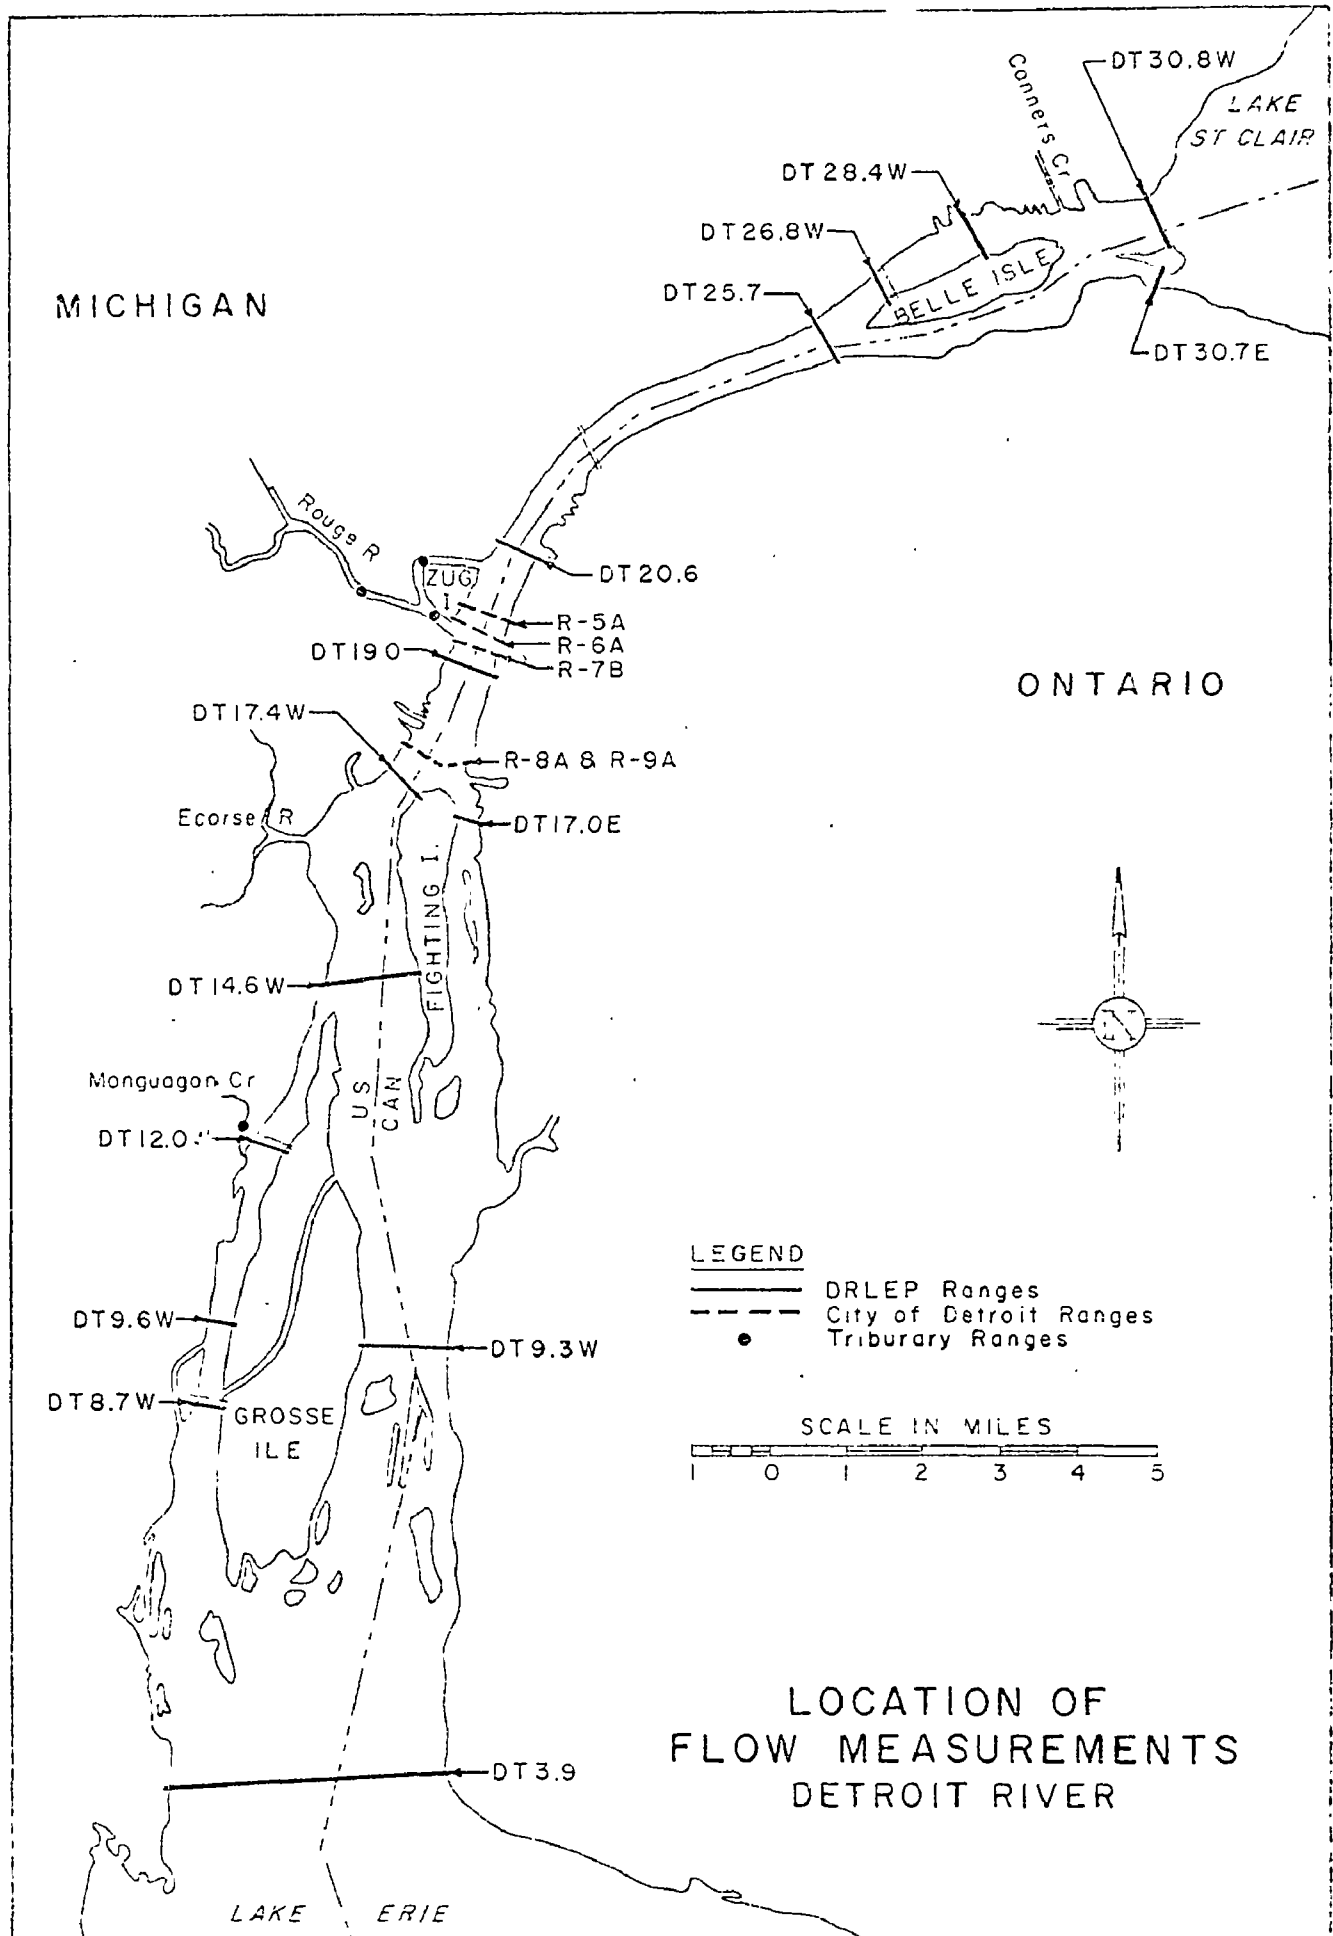 Conners Cr
DT30.8W
LAKE
ST CLAIR
DT28.4W
DT26.8W
DT25.7
BELLE ISLE
DT30.7E
MICHIGAN
Rouge R
ZUG
I
DT20.6
R-5A
R-6A
R-7B
DT190
ONTARIO
DT17.4W
R-8A & R-9A
Ecorse R
DT17.0E
FIGHTING I.
DT14.6W
Monguagon Cr
US
CAN
DT12.0
LEGEND
DRLEP Ranges
City of Detroit Ranges
Triburary Ranges
DT9.6W
DT9.3W
DT8.7W
GROSSE
ILE
SCALE IN MILES
1 0 1 2 3 4 5
LOCATION OF
FLOW MEASUREMENTS
DETROIT RIVER
DT3.9
LAKE ERIE